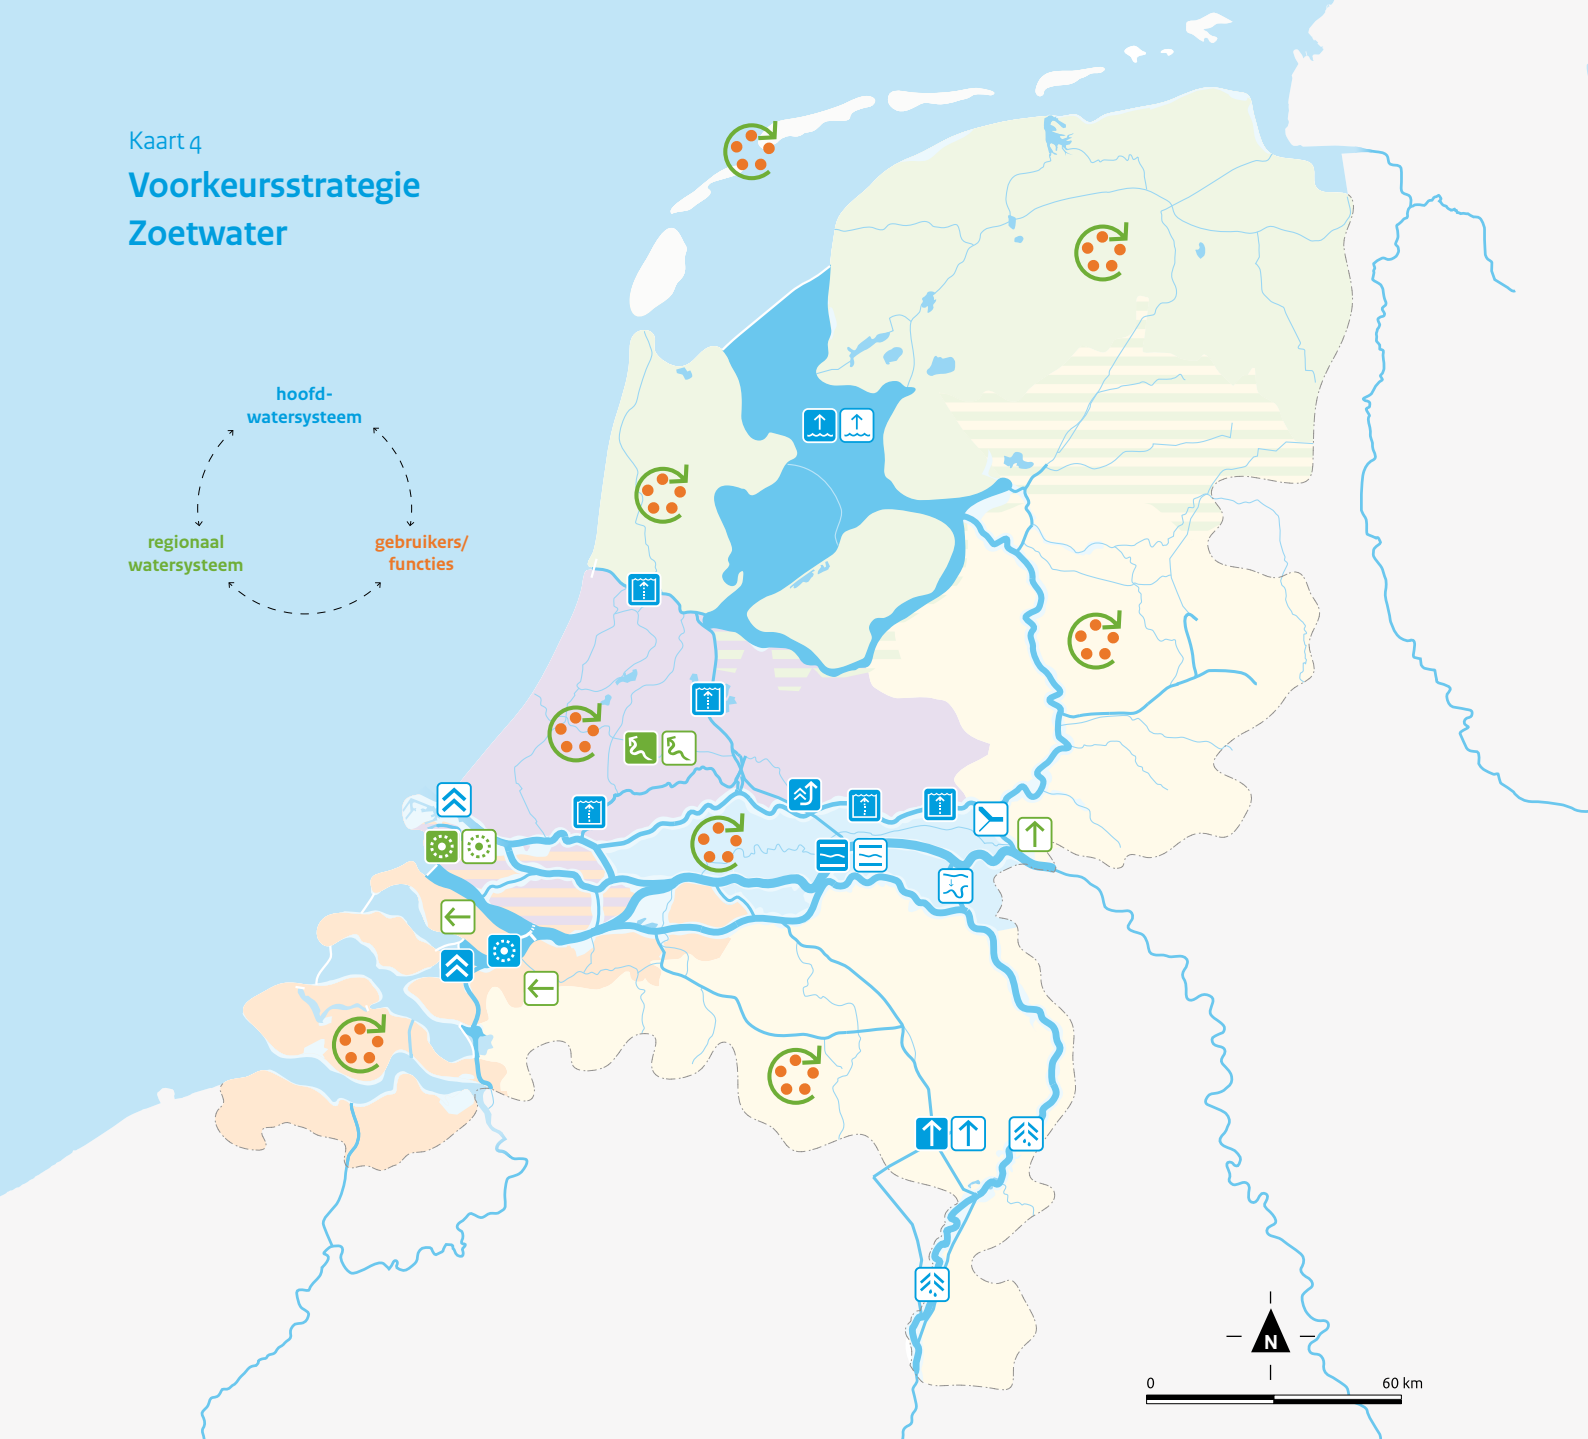 Kaart 4
Voorkeursstrategie
Zoetwater
hoofd-
watersysteem
regionaal
watersysteem
gebruikers/
functies
N
0
60 km